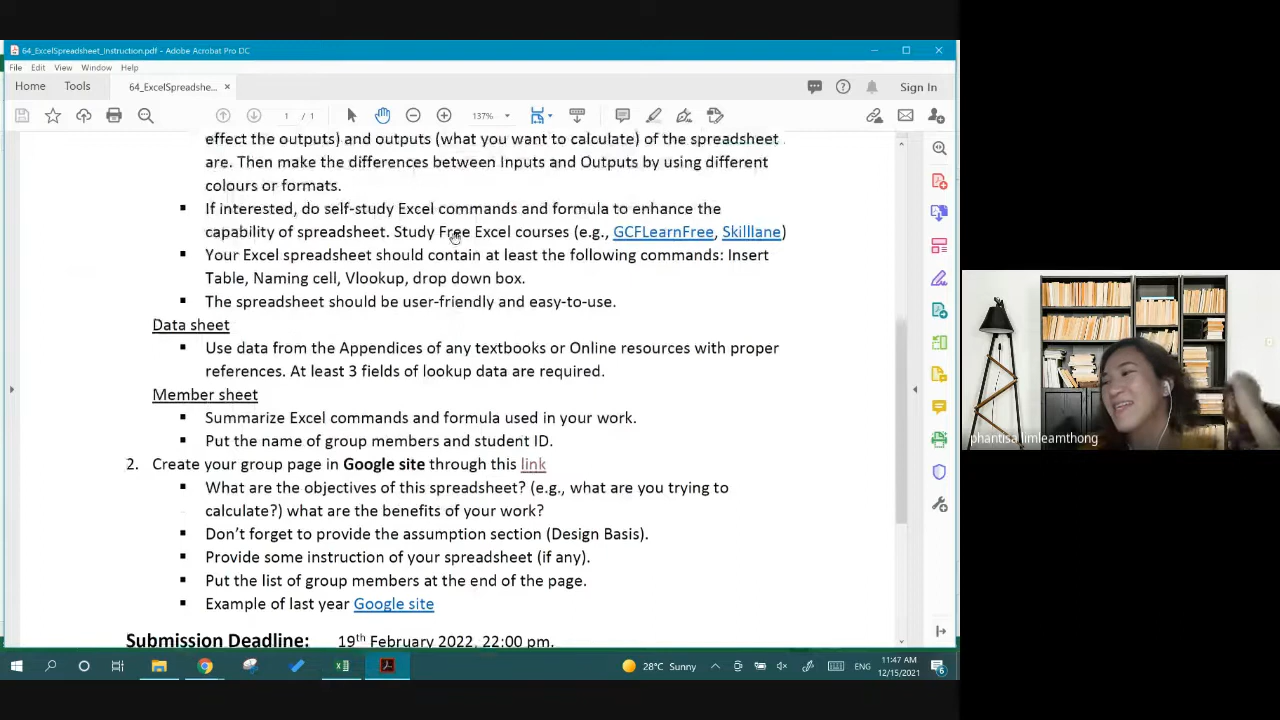 64_ExcelSpreadsheet_Instruction.pdf - Adobe Acrobat Pro DC
File Edit View Window Help
Home Tools 64_ExcelSpreadshe... × Sign In
1 / 1 137%
effect the outputs) and outputs (what you want to calculate) of the spreadsheet
are. Then make the differences between Inputs and Outputs by using different
colours or formats.
▪ If interested, do self-study Excel commands and formula to enhance the
capability of spreadsheet. Study Free Excel courses (e.g., GCFLearnFree, Skilllane)
▪ Your Excel spreadsheet should contain at least the following commands: Insert
Table, Naming cell, Vlookup, drop down box.
▪ The spreadsheet should be user-friendly and easy-to-use.
Data sheet
▪ Use data from the Appendices of any textbooks or Online resources with proper
references. At least 3 fields of lookup data are required.
Member sheet
▪ Summarize Excel commands and formula used in your work.
▪ Put the name of group members and student ID.
2. Create your group page in Google site through this link
▪ What are the objectives of this spreadsheet? (e.g., what are you trying to
calculate?) what are the benefits of your work?
▪ Don't forget to provide the assumption section (Design Basis).
▪ Provide some instruction of your spreadsheet (if any).
▪ Put the list of group members at the end of the page.
▪ Example of last year Google site
Submission Deadline: 19th February 2022, 22:00 pm.
phantisa limleamthong
28°C Sunny ENG 11:47 AM
12/15/2021 6